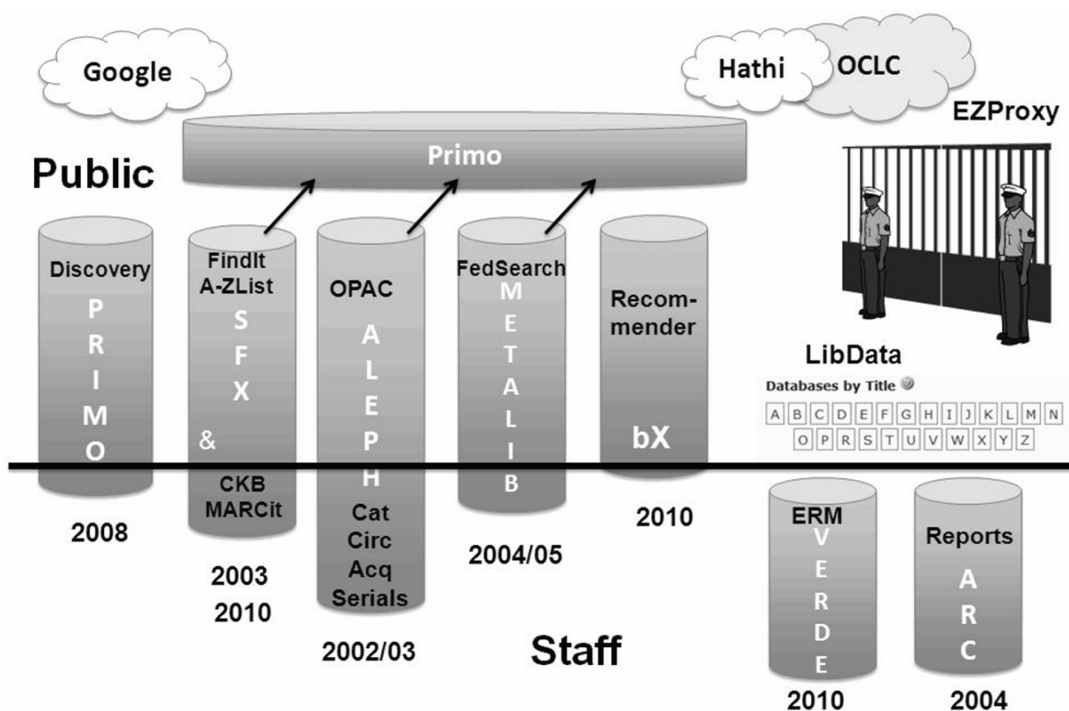 Google
Hathi
OCLC
EZProxy
Primo
Public
Discovery
PRIMO
2008
FindIt
A-ZList
SFX
&
CKB
MARCit
2003
2010
OPAC
ALEPH
Cat
Circ
Acq
Serials
2002/03
FedSearch
METALIB
2004/05
Recom-
mender
bX
2010
LibData
Databases by Title
A B C D E F G H I J K L M N
O P R S T U V W X Y Z
Staff
ERM
VERDE
2010
Reports
ARC
2004